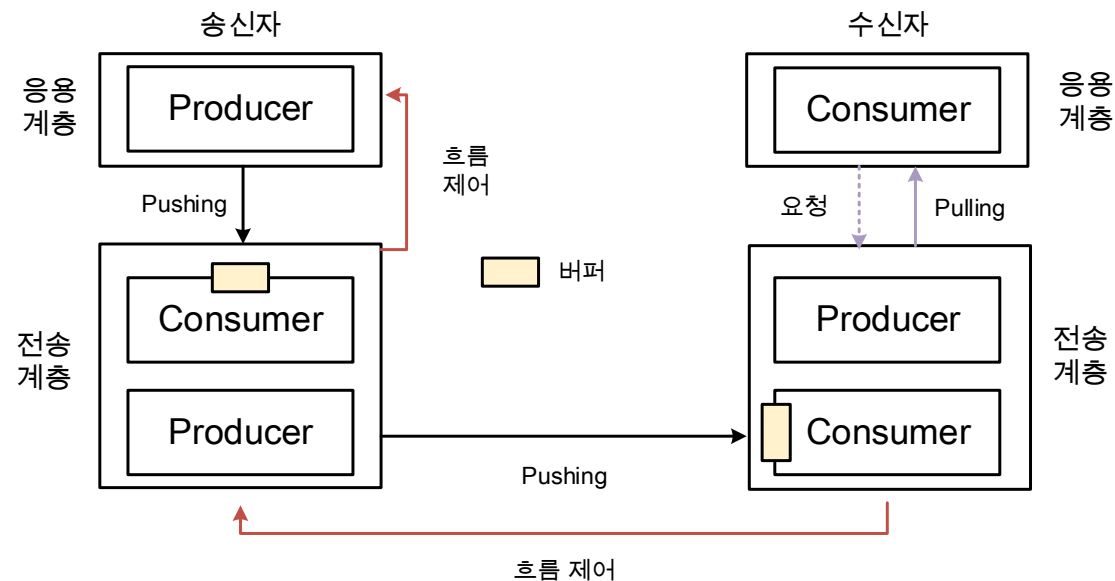 송신자
수신자
응용
계층
Producer
흐름
제어
Consumer
응용
계층
Pushing
요청
Pulling
버퍼
전송
계층
Consumer
Producer
Producer
Consumer
전송
계층
Pushing
흐름 제어